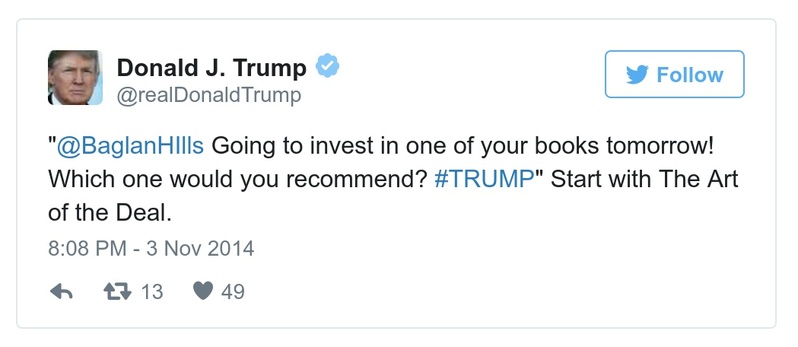 Donald J. Trump
@realDonaldTrump
Follow
"@BaglanHIlls Going to invest in one of your books tomorrow!
Which one would you recommend? #TRUMP" Start with The Art
of the Deal.
8:08 PM - 3 Nov 2014
13 49